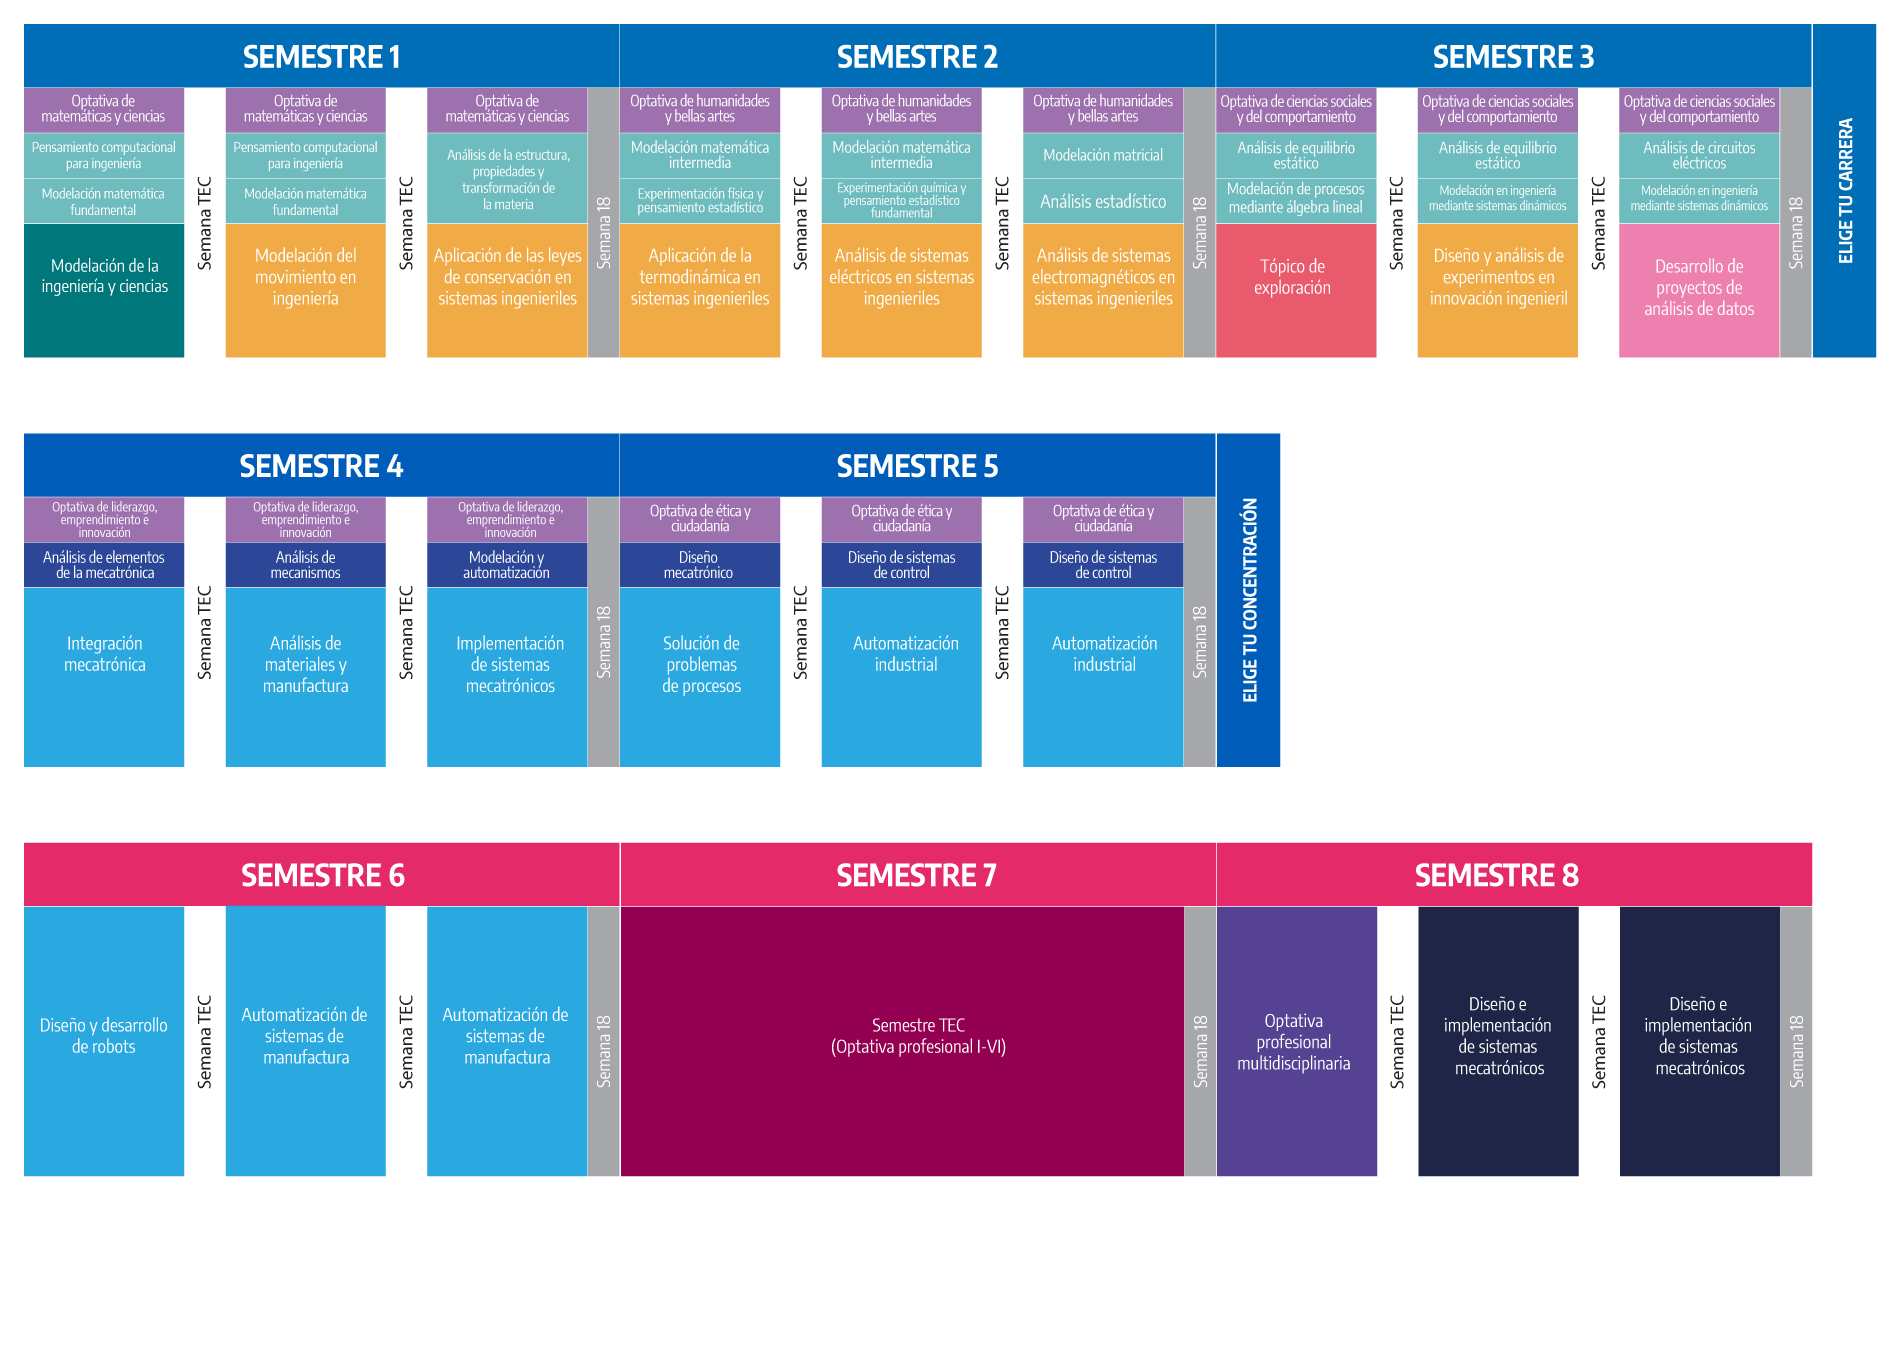 SEMESTRE 1
Optativa de
matemáticas y ciencias
Pensamiento computacional
para ingeniería
Modelación matemática
fundamental
Modelación de la
ingeniería y ciencias
Semana TEC
Optativa de
matemáticas y ciencias
Pensamiento computacional
para ingeniería
Modelación matemática
fundamental
Modelación del
movimiento en
ingeniería
Semana TEC
Optativa de
matemáticas y ciencias
Análisis de la estructura,
propiedades y
transformación de
la materia
Aplicación de las leyes
de conservación en
sistemas ingenieriles
Semana 18
SEMESTRE 2
Optativa de humanidades
y bellas artes
Modelación matemática
intermedia
Experimentación física y
pensamiento estadístico
Aplicación de la
termodinámica en
sistemas ingenieriles
Semana TEC
Optativa de humanidades
y bellas artes
Modelación matemática
intermedia
Experimentación química y
pensamiento estadístico
fundamental
Análisis de sistemas
eléctricos en sistemas
ingenieriles
Semana TEC
Optativa de humanidades
y bellas artes
Modelación matricial
Análisis estadístico
Análisis de sistemas
electromagnéticos en
sistemas ingenieriles
Semana 18
SEMESTRE 3
Optativa de ciencias sociales
y del comportamiento
Análisis de equilibrio
estático
Modelación de procesos
mediante álgebra lineal
Tópico de
exploración
Semana TEC
Optativa de ciencias sociales
y del comportamiento
Análisis de equilibrio
estático
Modelación en ingeniería
mediante sistemas dinámicos
Diseño y análisis de
experimentos en
innovación ingenieril
Semana TEC
Optativa de ciencias sociales
y del comportamiento
Análisis de circuitos
eléctricos
Modelación en ingeniería
mediante sistemas dinámicos
Desarrollo de
proyectos de
análisis de datos
Semana 18
ELIGE TU CARRERA
SEMESTRE 4
Optativa de liderazgo,
emprendimiento e
innovación
Análisis de elementos
de la mecatrónica
Integración
mecatrónica
Semana TEC
Optativa de liderazgo,
emprendimiento e
innovación
Análisis de
mecanismos
Análisis de
materiales y
manufactura
Semana TEC
Optativa de liderazgo,
emprendimiento e
innovación
Modelación y
automatización
Implementación
de sistemas
mecatrónicos
Semana 18
SEMESTRE 5
Optativa de ética y
ciudadanía
Diseño
mecatrónico
Solución de
problemas
de procesos
Semana TEC
Optativa de ética y
ciudadanía
Diseño de sistemas
de control
Automatización
industrial
Semana TEC
Optativa de ética y
ciudadanía
Diseño de sistemas
de control
Automatización
industrial
Semana 18
ELIGE TU CONCENTRACIÓN
SEMESTRE 6
Diseño y desarrollo
de robots
Semana TEC
Automatización de
sistemas de
manufactura
Semana TEC
Automatización de
sistemas de
manufactura
Semana 18
SEMESTRE 7
Semestre TEC
(Optativa profesional I-VI)
Semana 18
SEMESTRE 8
Optativa
profesional
multidisciplinaria
Semana TEC
Diseño e
implementación
de sistemas
mecatrónicos
Semana TEC
Diseño e
implementación
de sistemas
mecatrónicos
Semana 18